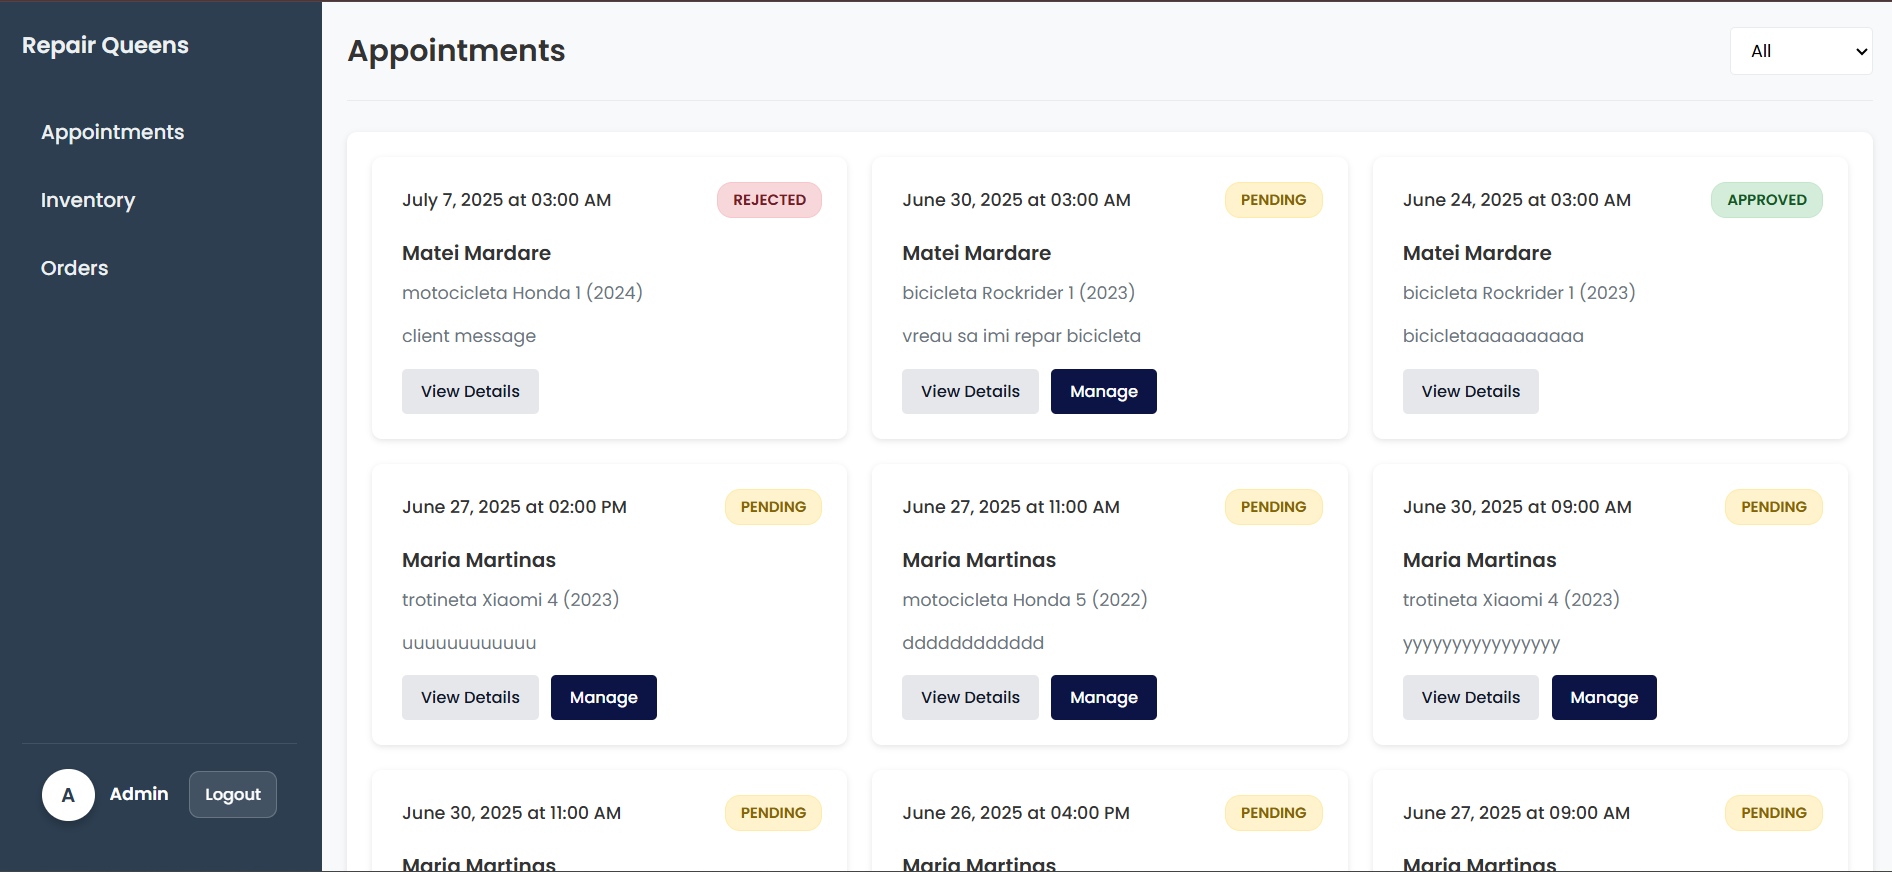 Repair Queens
Appointments
Inventory
Orders
A
Admin
Logout
Appointments
All
July 7, 2025 at 03:00 AM
REJECTED
Matei Mardare
motocicleta Honda 1 (2024)
client message
View Details
June 30, 2025 at 03:00 AM
PENDING
Matei Mardare
bicicleta Rockrider 1 (2023)
vreau sa imi repar bicicleta
View Details
Manage
June 24, 2025 at 03:00 AM
APPROVED
Matei Mardare
bicicleta Rockrider 1 (2023)
bicicletaaaaaaaaaa
View Details
June 27, 2025 at 02:00 PM
PENDING
Maria Martinas
trotineta Xiaomi 4 (2023)
uuuuuuuuuuuu
View Details
Manage
June 27, 2025 at 11:00 AM
PENDING
Maria Martinas
motocicleta Honda 5 (2022)
dddddddddddd
View Details
Manage
June 30, 2025 at 09:00 AM
PENDING
Maria Martinas
trotineta Xiaomi 4 (2023)
yyyyyyyyyyyyyyyy
View Details
Manage
June 30, 2025 at 11:00 AM
PENDING
Maria Martinas
June 26, 2025 at 04:00 PM
PENDING
Maria Martinas
June 27, 2025 at 09:00 AM
PENDING
Maria Martinas